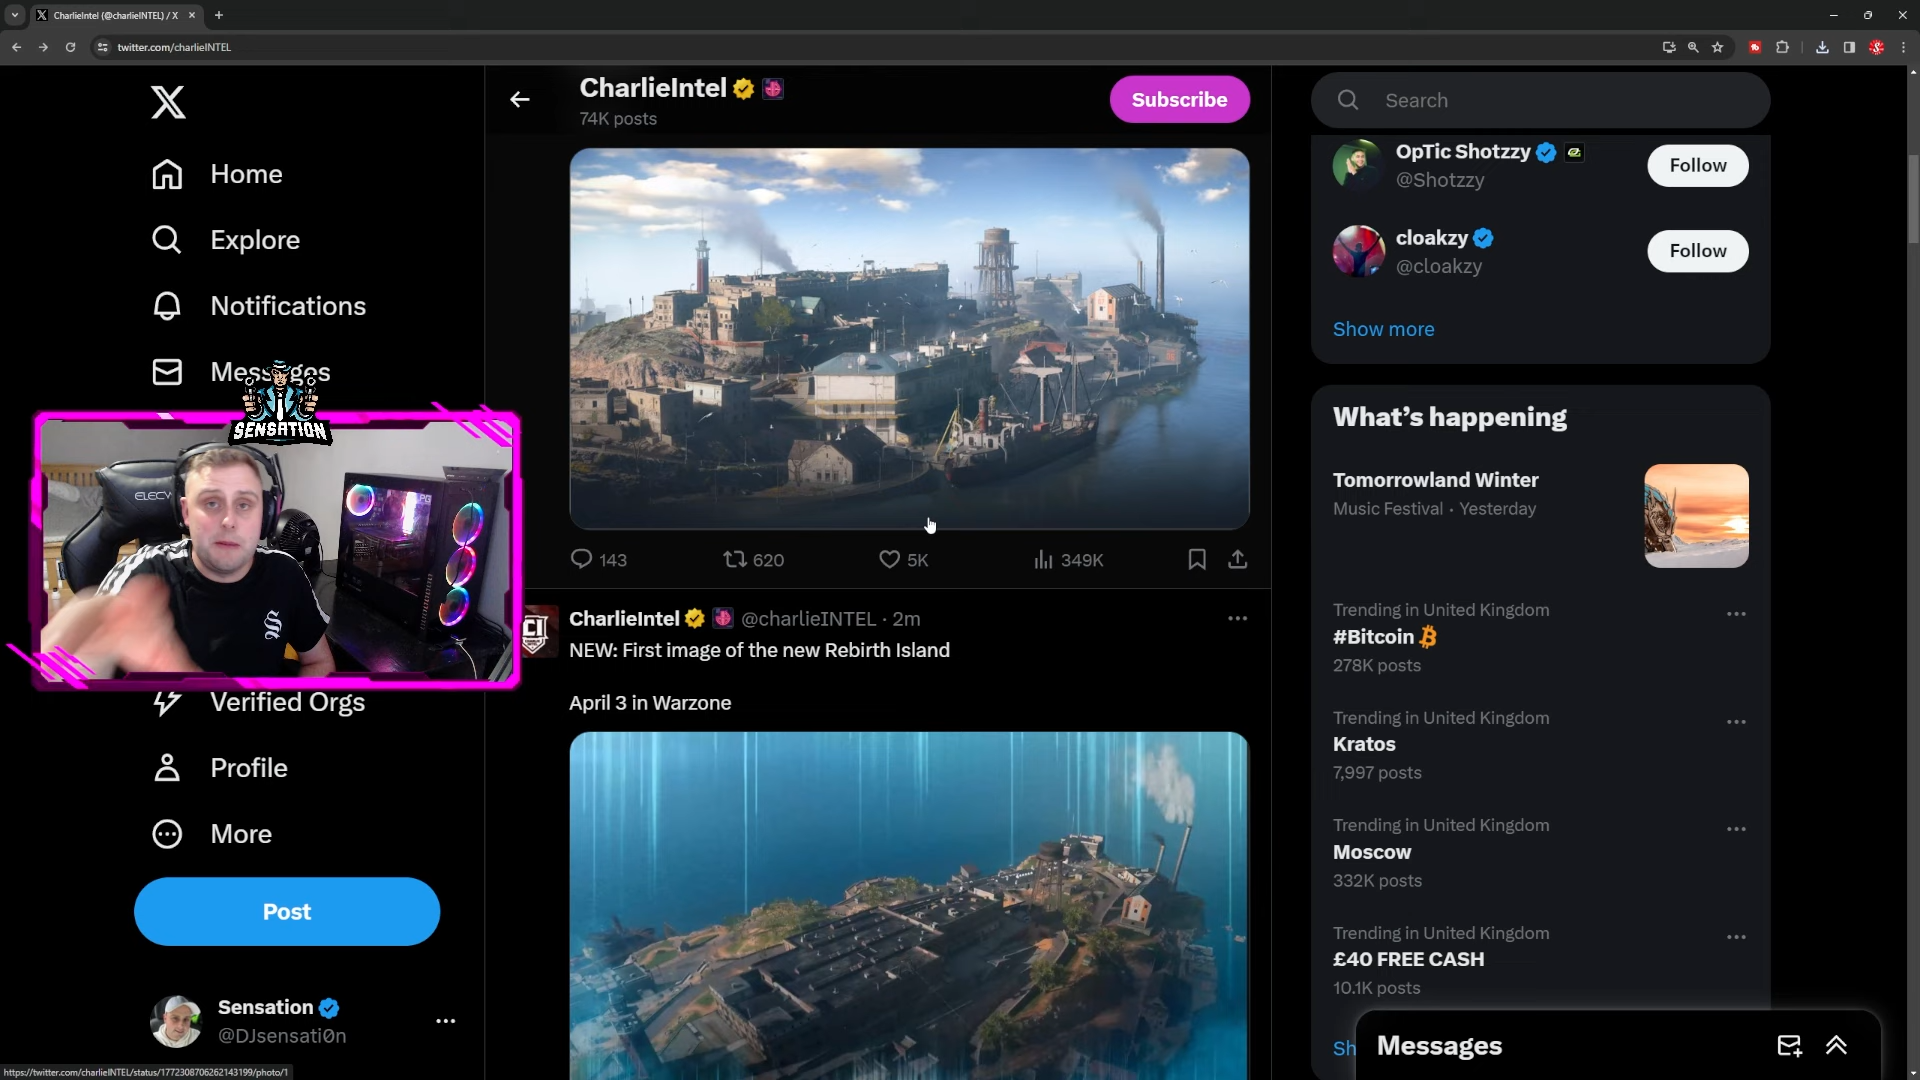 CharlieIntel (@charlieINTEL) / X
twitter.com/charlieINTEL
Home
Explore
Notifications
Messages
SENSATION
ELECW
Verified Orgs
Profile
More
Post
Sensation
@DJsensati0n
https://twitter.com/charlieINTEL/status/1772308706262143199/photo/1
CharlieIntel
74K posts
Subscribe
143
620
5K
349K
CI
CharlieIntel @charlieINTEL · 2m
NEW: First image of the new Rebirth Island
April 3 in Warzone
Search
OpTic Shotzzy
@Shotzzy
Follow
cloakzy
@cloakzy
Follow
Show more
What's happening
Tomorrowland Winter
Music Festival · Yesterday
Trending in United Kingdom
#Bitcoin
278K posts
Trending in United Kingdom
Kratos
7,997 posts
Trending in United Kingdom
Moscow
332K posts
Trending in United Kingdom
£40 FREE CASH
10.1K posts
Sh
Messages